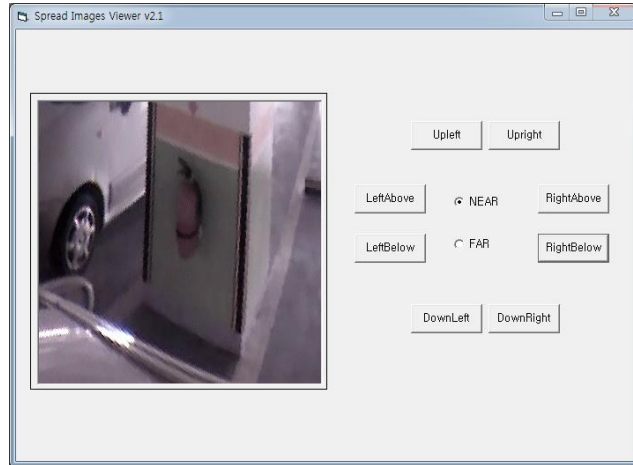 Spread Images Viewer v2.1
Upleft
Upright
LeftAbove
NEAR
RightAbove
LeftBelow
FAR
RightBelow
DownLeft
DownRight